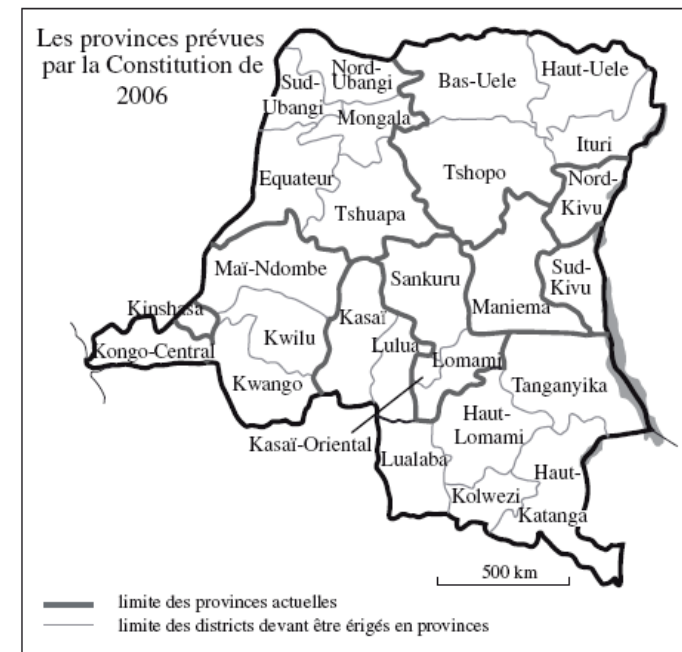 Les provinces prévues
par la Constitution de
2006
Nord-
Ubangi
Sud-
Ubangi
Bas-Uele
Haut-Uele
Mongala
Ituri
Equateur
Tshopo
Nord-
Kivu
Tshuapa
Maï-Ndombe
Sankuru
Sud-
Kivu
Maniema
Kinshasa
Kasaï
Kwilu
Lulua
Kongo-Central
Lomami
Kwango
Tanganyika
Haut-
Lomami
Kasaï-Oriental
Lualaba
Haut-
Katanga
Kolwezi
500 km
limite des provinces actuelles
limite des districts devant être érigés en provinces